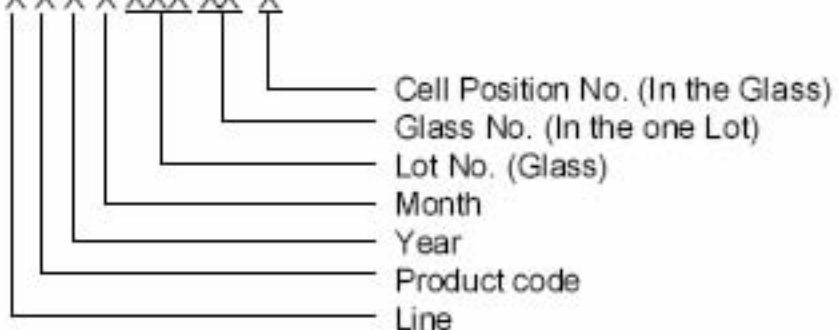 X X X X XXX XX X
Cell Position No. (In the Glass)
Glass No. (In the one Lot)
Lot No. (Glass)
Month
Year
Product code
Line